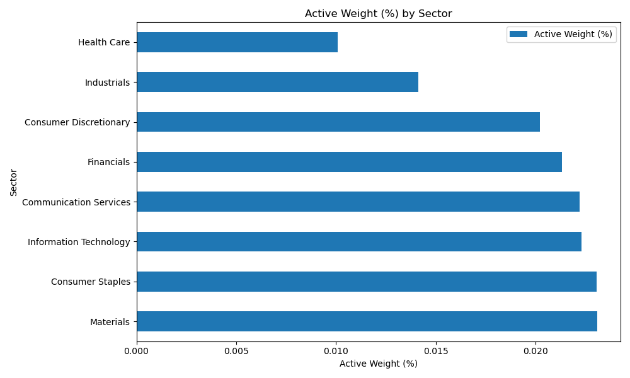 Active Weight (%) by Sector
Active Weight (%)
Health Care
Industrials
Consumer Discretionary
Financials
Communication Services
Information Technology
Consumer Staples
Materials
Sector
0.000 0.005 0.010 0.015 0.020
Active Weight (%)